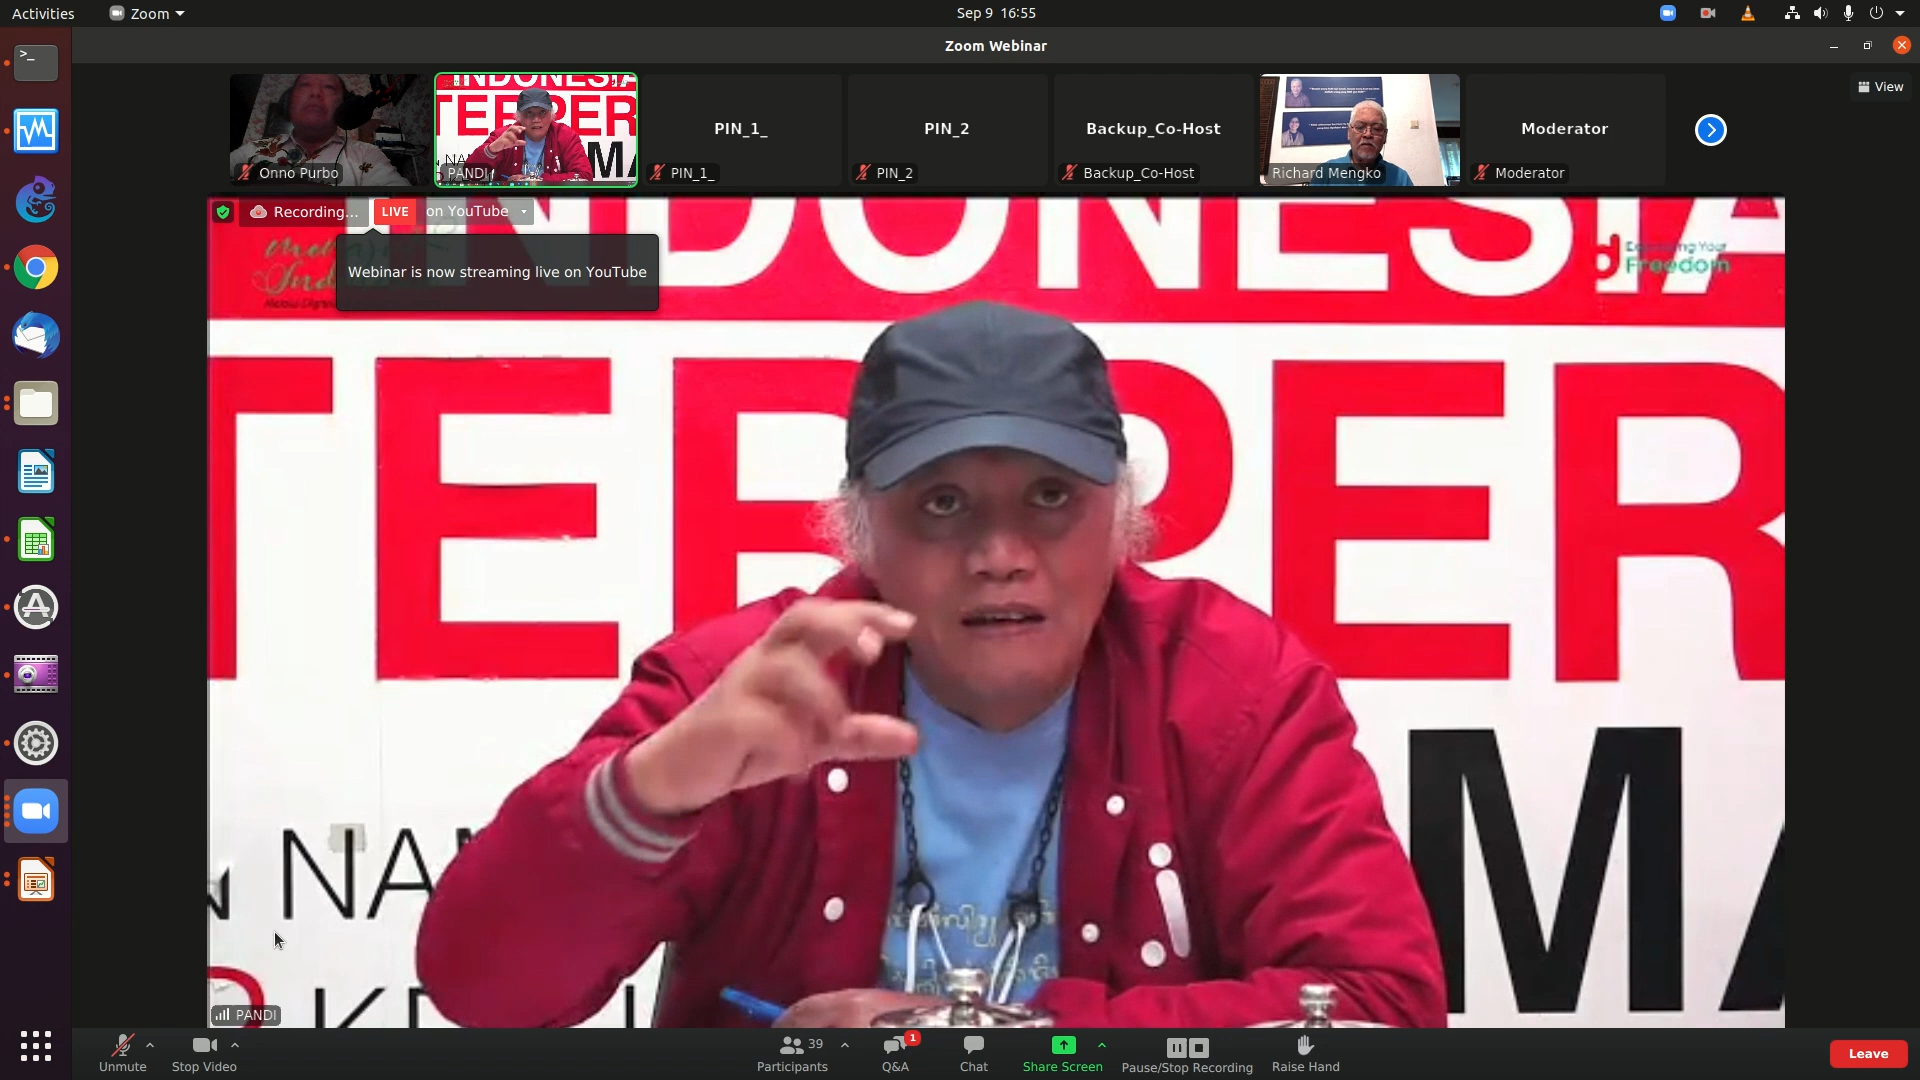 Activities
Zoom
Sep 9 16:55
Zoom Webinar
View
PIN_1_
PIN_2
Backup_Co-Host
Moderator
Onno Purbo
PANDI
PIN_1_
PIN_2
Backup_Co-Host
Richard Mengko
Moderator
Recording...
LIVE
on YouTube
Webinar is now streaming live on YouTube
INDONESIA
Freedom
TERPER
NA
MA
PANDI
Unmute
Stop Video
39
Participants
1
Q&A
Chat
Share Screen
Pause/Stop Recording
Raise Hand
Leave